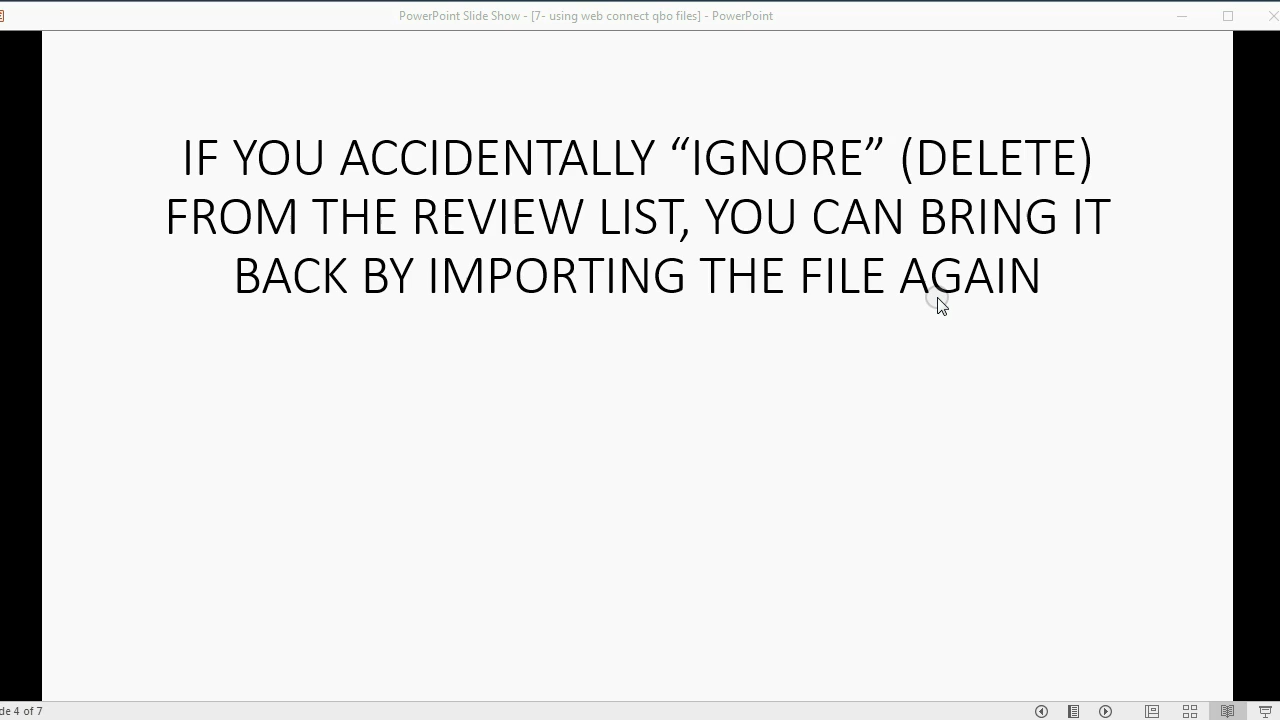 PowerPoint Slide Show - [7- using web connect qbo files] - PowerPoint
IF YOU ACCIDENTALLY “IGNORE” (DELETE)
FROM THE REVIEW LIST, YOU CAN BRING IT
BACK BY IMPORTING THE FILE AGAIN
de 4 of 7